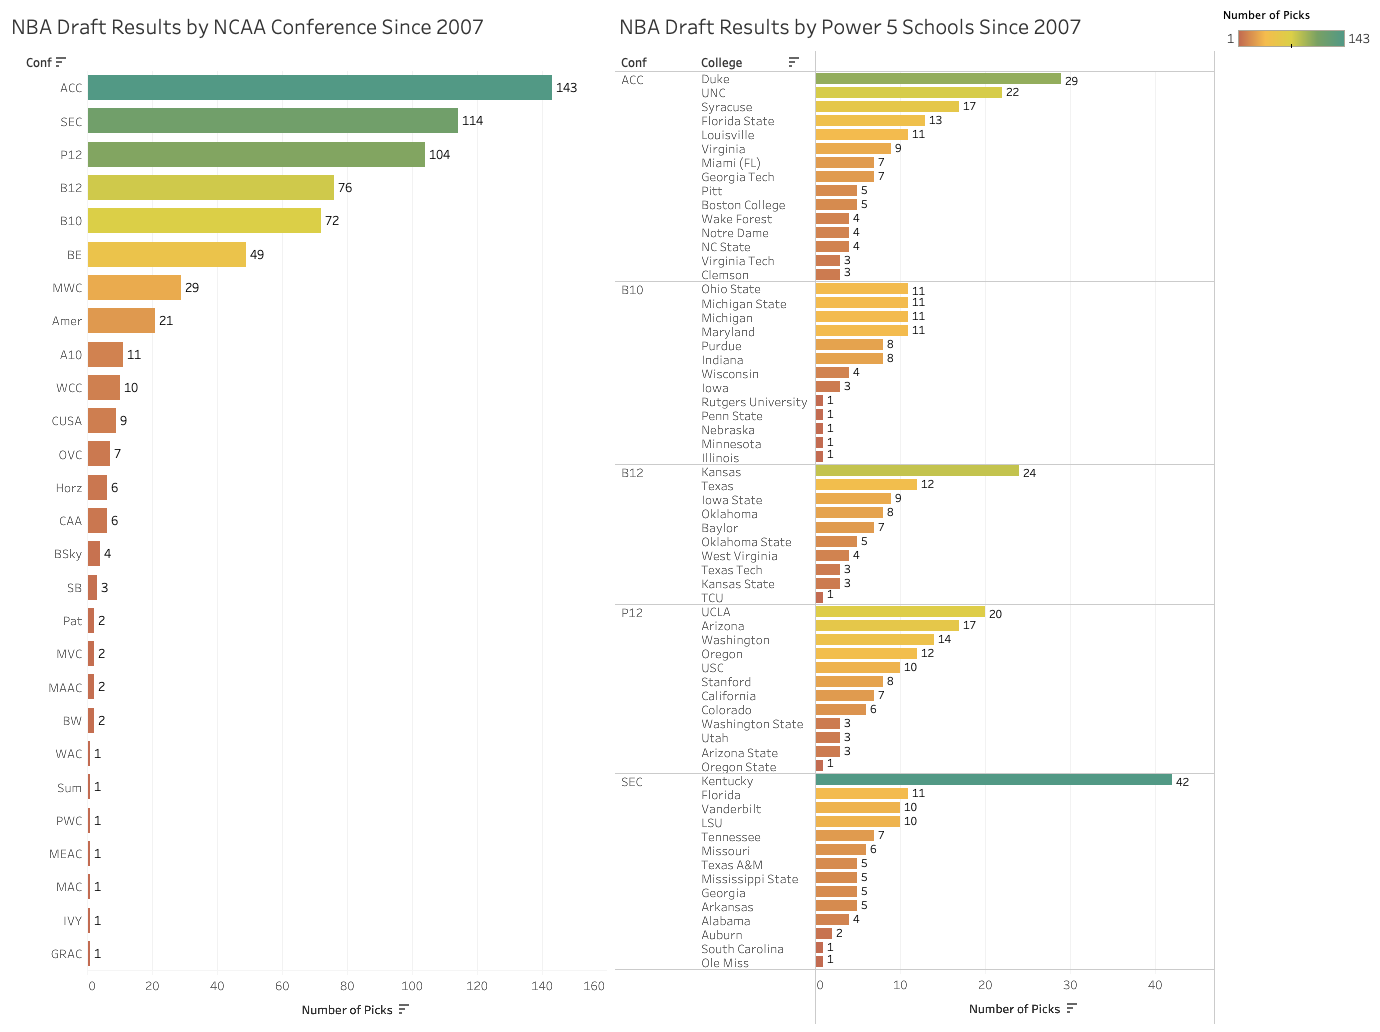 NBA Draft Results by NCAA Conference Since 2007
Conf
ACC 143
SEC 114
P12 104
B12 76
B10 72
BE 49
MWC 29
Amer 21
A10 11
WCC 10
CUSA 9
OVC 7
Horz 6
CAA 6
BSky 4
SB 3
Pat 2
MVC 2
MAAC 2
BW 2
WAC 1
Sum 1
PWC 1
MEAC 1
MAC 1
IVY 1
GRAC 1
0 20 40 60 80 100 120 140 160
Number of Picks
NBA Draft Results by Power 5 Schools Since 2007
Conf College
ACC Duke 29
UNC 22
Syracuse 17
Florida State 13
Louisville 11
Virginia 9
Miami (FL) 7
Georgia Tech 7
Pitt 5
Boston College 5
Wake Forest 4
Notre Dame 4
NC State 4
Virginia Tech 3
Clemson 3
B10 Ohio State 11
Michigan State 11
Michigan 11
Maryland 11
Purdue 8
Indiana 8
Wisconsin 4
Iowa 3
Rutgers University 1
Penn State 1
Nebraska 1
Minnesota 1
Illinois 1
B12 Kansas 24
Texas 12
Iowa State 9
Oklahoma 8
Baylor 7
Oklahoma State 5
West Virginia 4
Texas Tech 3
Kansas State 3
TCU 1
P12 UCLA 20
Arizona 17
Washington 14
Oregon 12
USC 10
Stanford 8
California 7
Colorado 6
Washington State 3
Utah 3
Arizona State 3
Oregon State 1
SEC Kentucky 42
Florida 11
Vanderbilt 10
LSU 10
Tennessee 7
Missouri 6
Texas A&M 5
Mississippi State 5
Georgia 5
Arkansas 5
Alabama 4
Auburn 2
South Carolina 1
Ole Miss 1
0 10 20 30 40
Number of Picks
Number of Picks
1 143